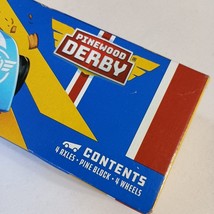 PINEWOOD
DERBY
CONTENTS
4 AXLES • PINE BLOCK • 4 WHEELS